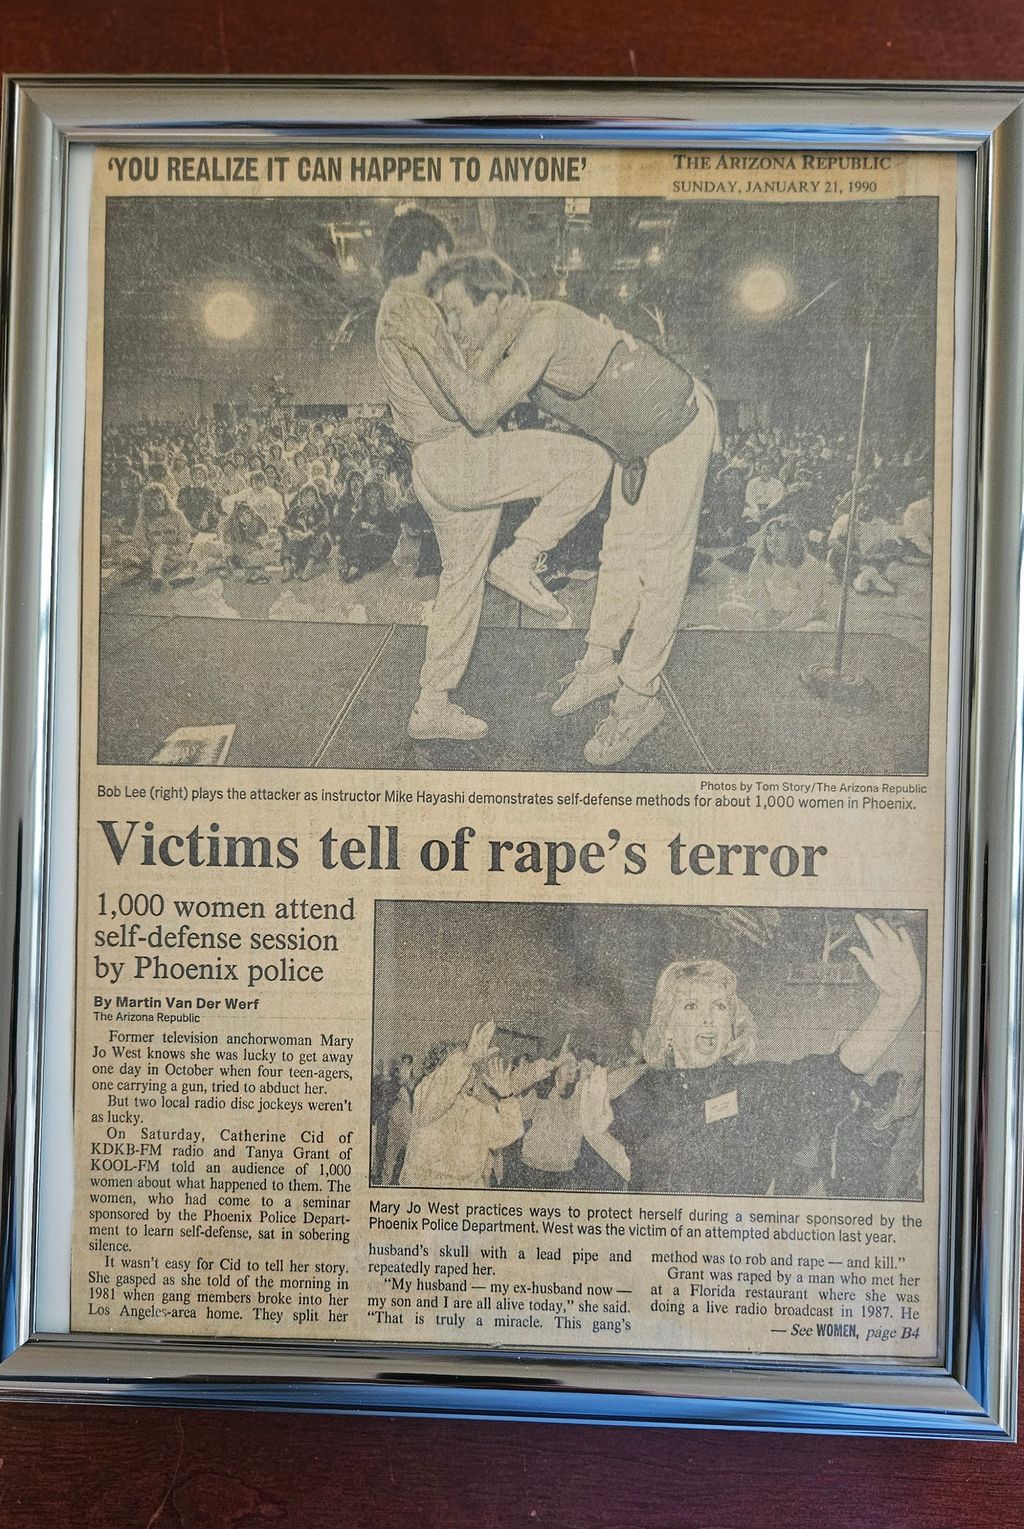 'YOU REALIZE IT CAN HAPPEN TO ANYONE'
THE ARIZONA REPUBLIC
SUNDAY, JANUARY 21, 1990
Photos by Tom Story/The Arizona Republic
Bob Lee (right) plays the attacker as instructor Mike Hayashi demonstrates self-defense methods for about 1,000 women in Phoenix.
Victims tell of rape's terror
1,000 women attend
self-defense session
by Phoenix police
By Martin Van Der Werf
The Arizona Republic
Former television anchorwoman Mary
Jo West knows she was lucky to get away
one day in October when four teen-agers,
one carrying a gun, tried to abduct her.
But two local radio disc jockeys weren't
as lucky.
On Saturday, Catherine Cid of
KDKB-FM radio and Tanya Grant of
KOOL-FM told an audience of 1,000
women about what happened to them. The
women, who had come to a seminar
sponsored by the Phoenix Police Depart-
ment to learn self-defense, sat in sobering
silence.
It wasn't easy for Cid to tell her story.
She gasped as she told of the morning in
1981 when gang members broke into her
Los Angeles-area home. They split her
Mary Jo West practices ways to protect herself during a seminar sponsored by the
Phoenix Police Department. West was the victim of an attempted abduction last year.
husband's skull with a lead pipe and
repeatedly raped her.
"My husband — my ex-husband now —
my son and I are all alive today," she said.
"That is truly a miracle. This gang's
method was to rob and rape — and kill."
Grant was raped by a man who met her
at a Florida restaurant where she was
doing a live radio broadcast in 1987. He
— See WOMEN, page B4